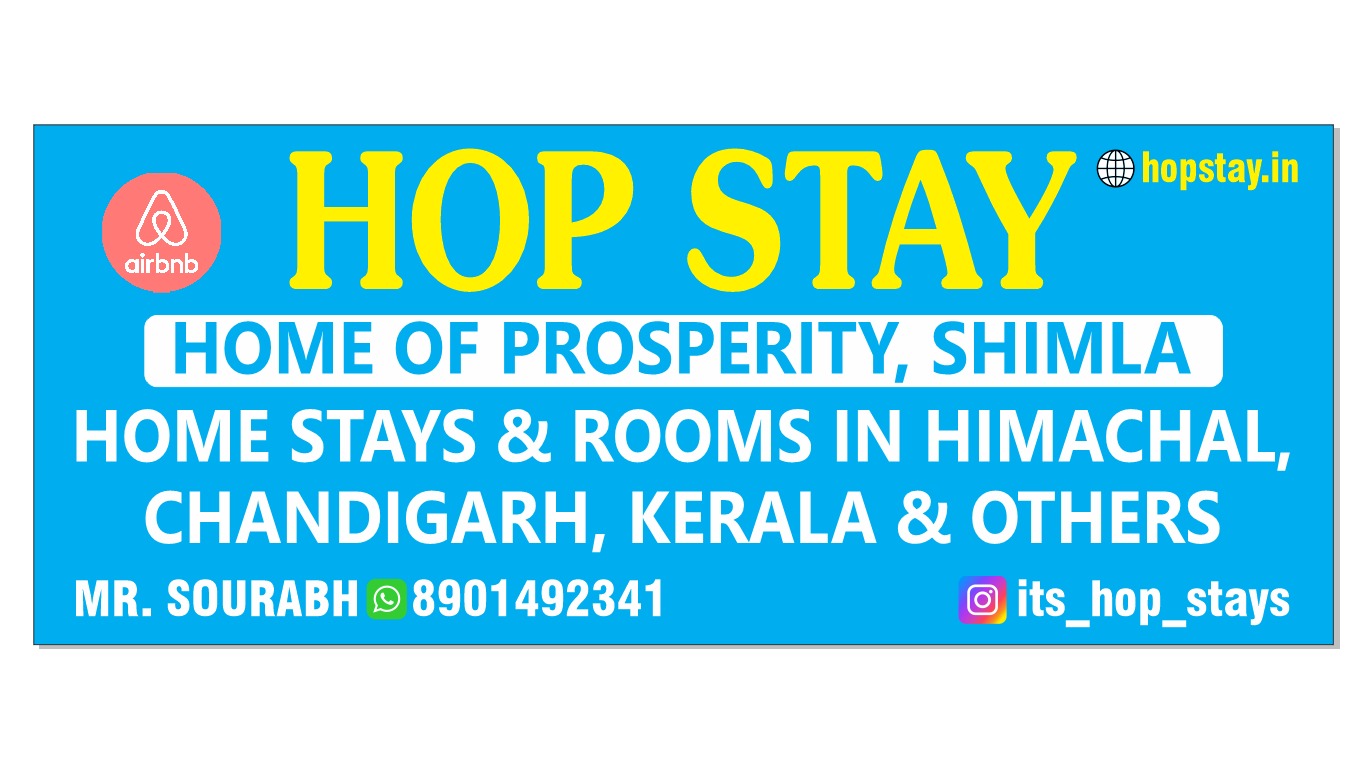 HOP STAY
hopstay.in
airbnb
HOME OF PROSPERITY, SHIMLA
HOME STAYS & ROOMS IN HIMACHAL,
CHANDIGARH, KERALA & OTHERS
MR. SOURABH 8901492341
its_hop_stays